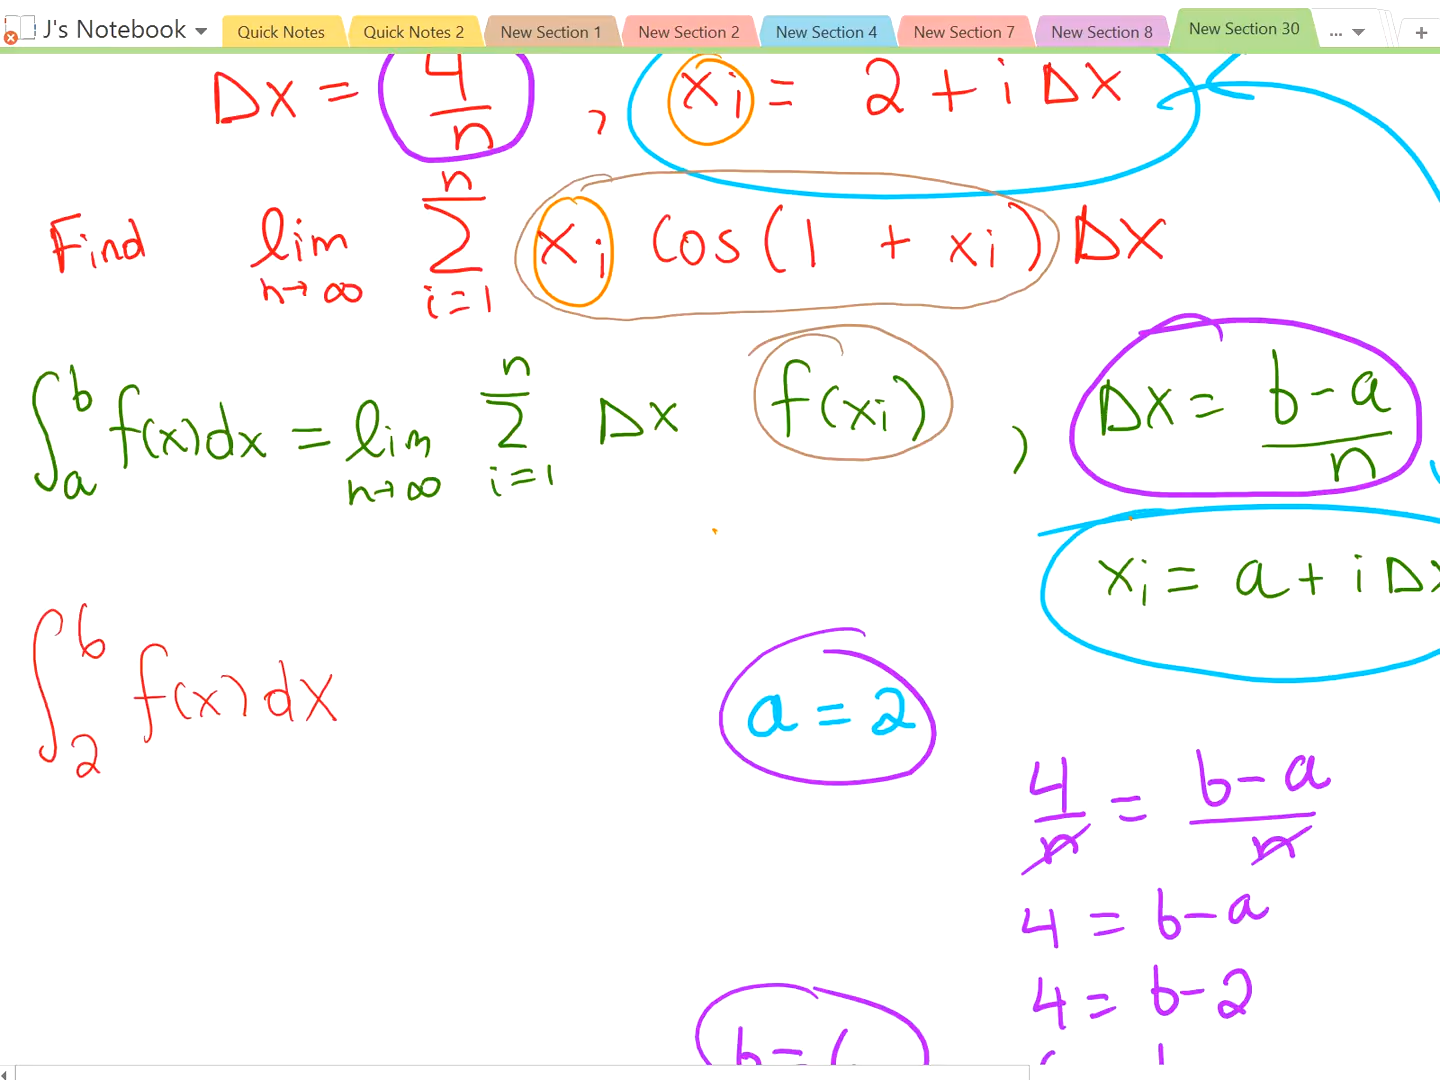 J's Notebook Quick Notes Quick Notes 2 New Section 1 New Section 2 New Section 4 New Section 7 New Section 8 New Section 30 ... +
Δx = 4/n , xi = 2 + i Δx
Find lim n→∞ n Σ i=1 xi cos(1 + xi) Δx
∫ b a f(x)dx = lim n→∞ n Σ i=1 Δx f(xi) , Δx = b-a/n
xi = a + i Δx
∫ b 2 f(x)dx
a = 2
4/n = b-a/n
4 = b-a
4 = b-2
b =